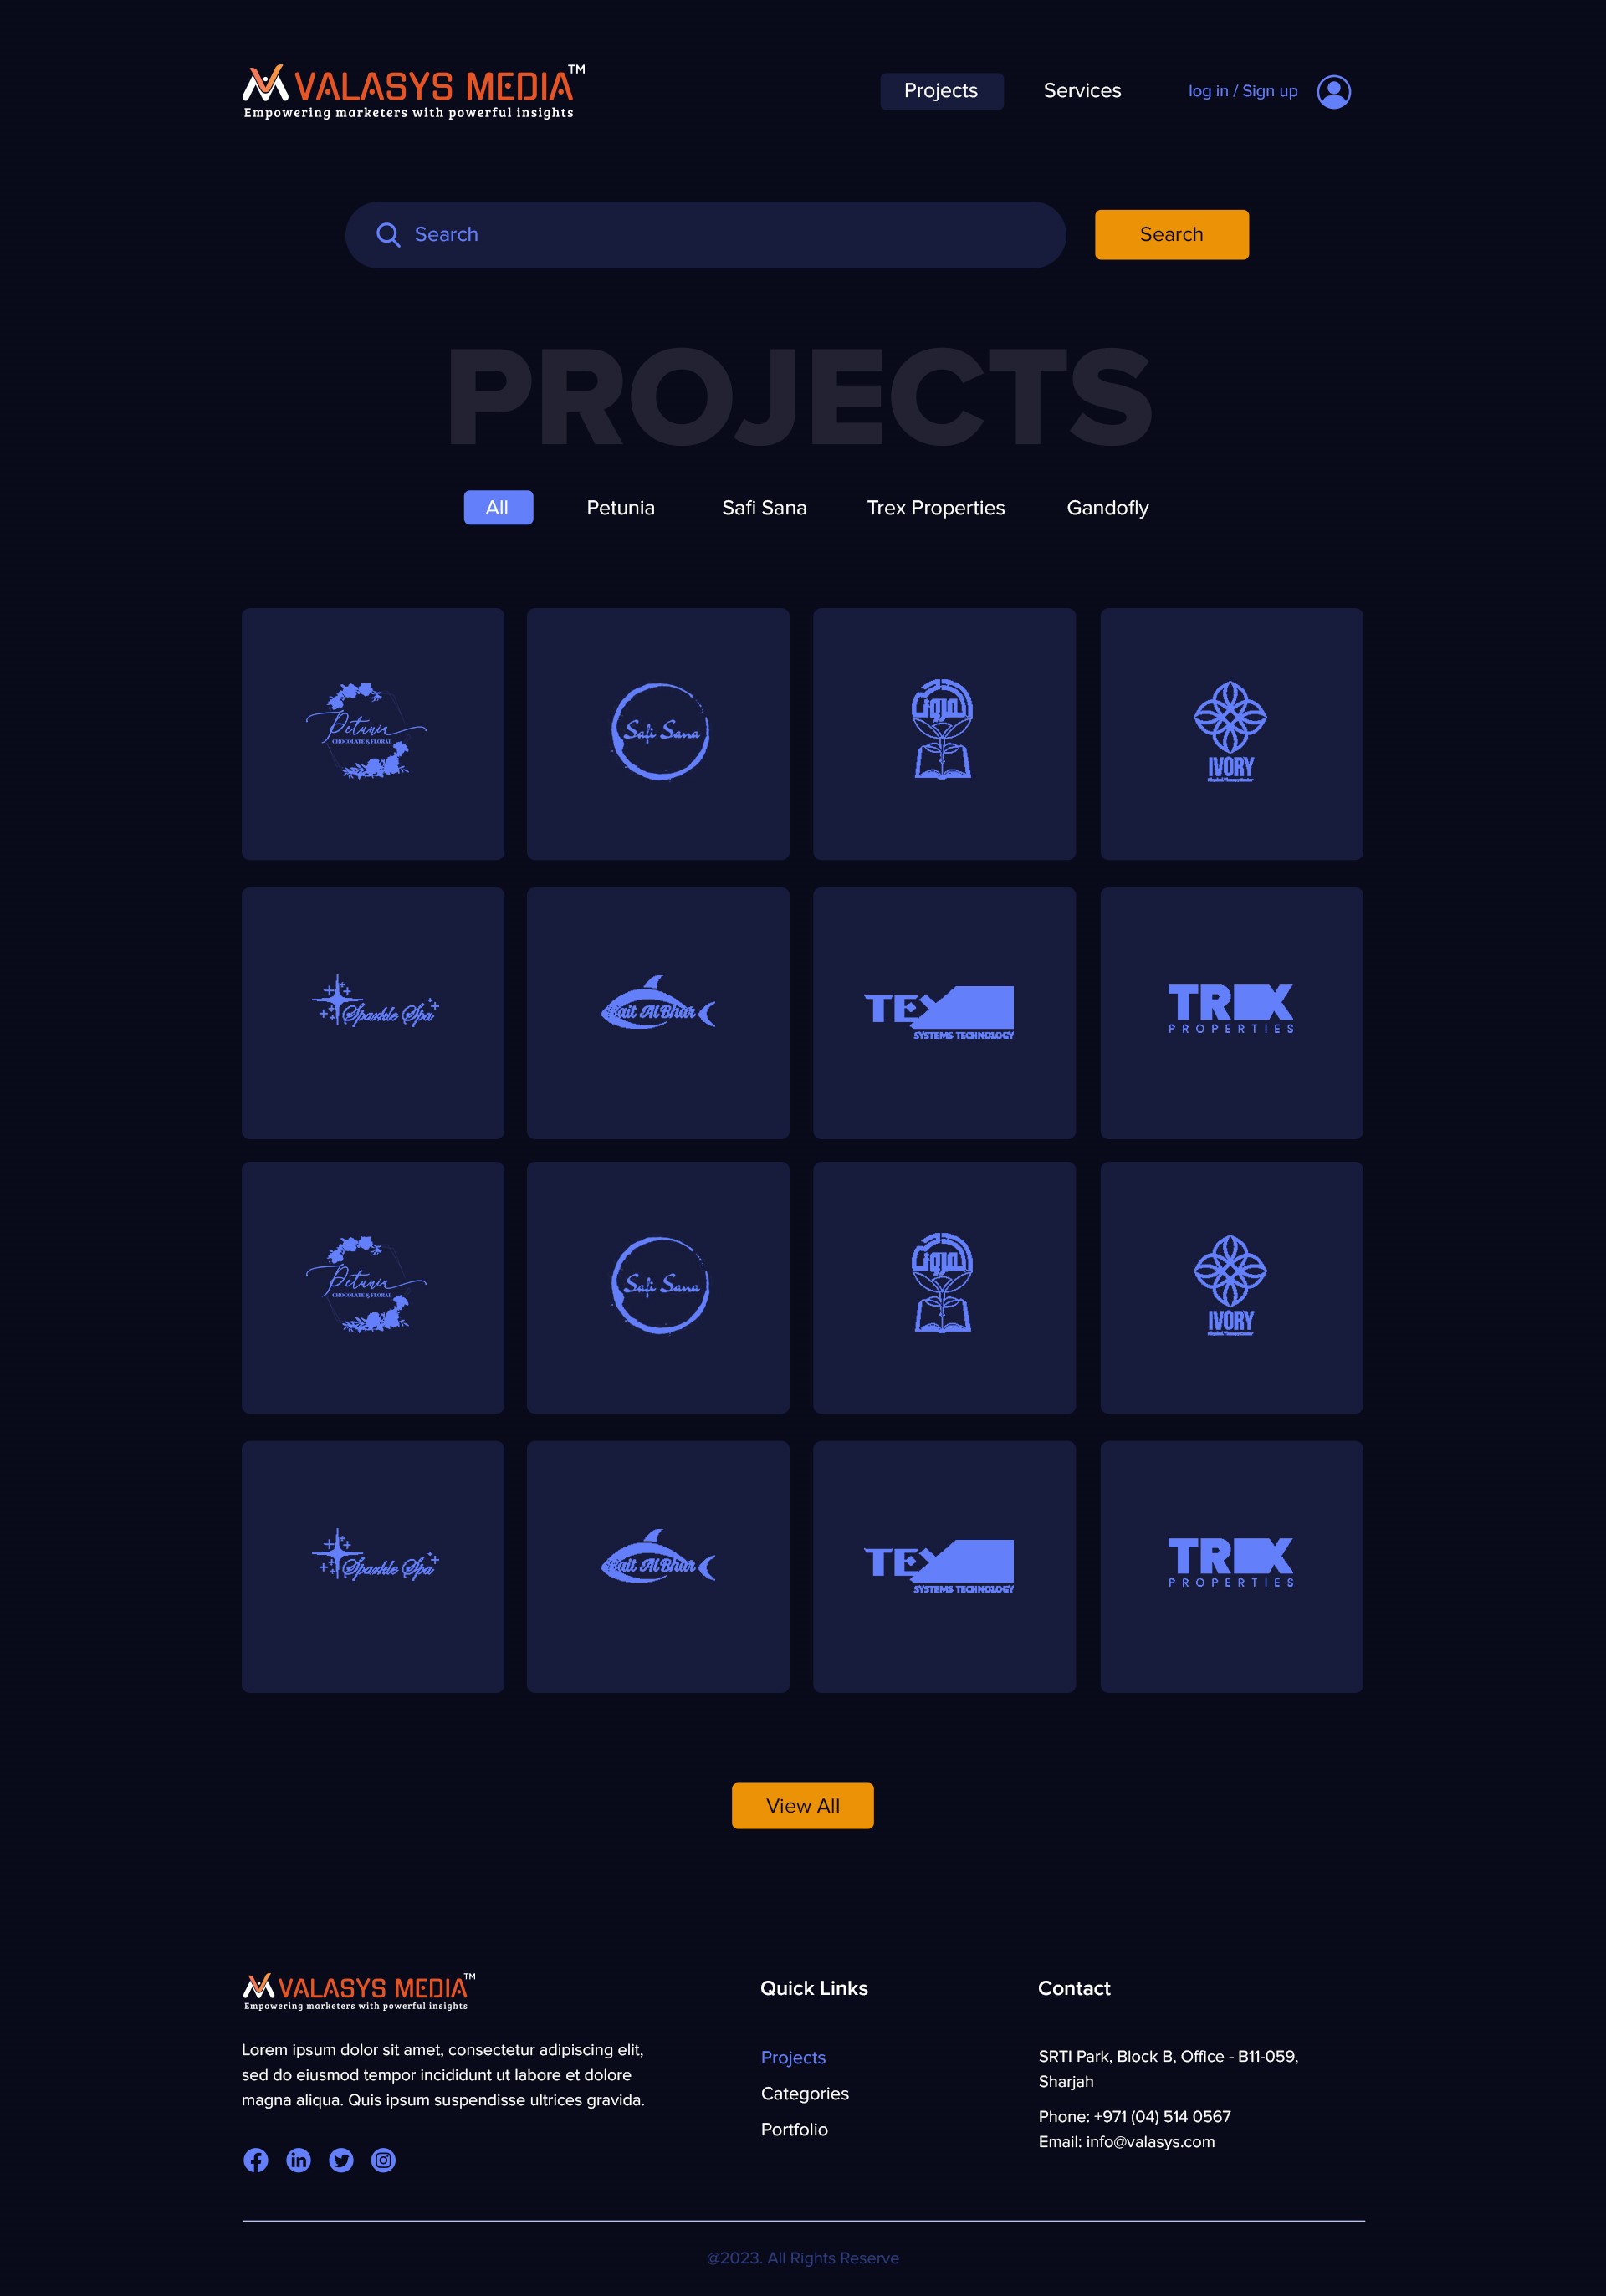 VALASYS MEDIA™
Empowering marketers with powerful insights
Projects
Services
log in / Sign up
Search
Search
PROJECTS
All
Petunia
Safi Sana
Trex Properties
Gandofly
Petunia
CHOCOLATE & FLORAL
Safi Sana
IVORY
Physical Therapy Center
Sparkle Spa
Bait Al Bhar
TEX
SYSTEMS TECHNOLOGY
TREX
PROPERTIES
Petunia
CHOCOLATE & FLORAL
Safi Sana
IVORY
Physical Therapy Center
Sparkle Spa
Bait Al Bhar
TEX
SYSTEMS TECHNOLOGY
TREX
PROPERTIES
View All
VALASYS MEDIA™
Empowering marketers with powerful insights
Lorem ipsum dolor sit amet, consectetur adipiscing elit,
sed do eiusmod tempor incididunt ut labore et dolore
magna aliqua. Quis ipsum suspendisse ultrices gravida.
Quick Links
Projects
Categories
Portfolio
Contact
SRTI Park, Block B, Office - B11-059,
Sharjah
Phone: +971 (04) 514 0567
Email: info@valasys.com
@2023. All Rights Reserve